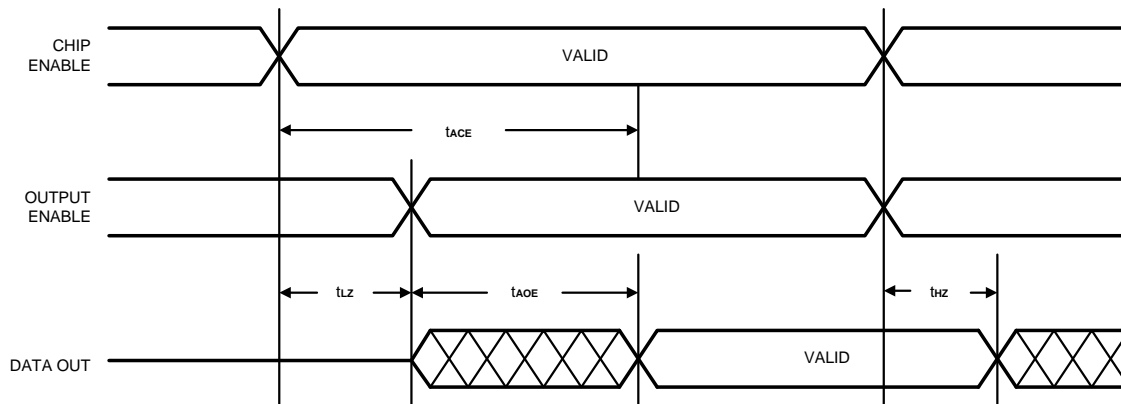 CHIP
ENABLE
VALID
tACE
OUTPUT
ENABLE
VALID
tLZ
tAOE
tHZ
DATA OUT
VALID